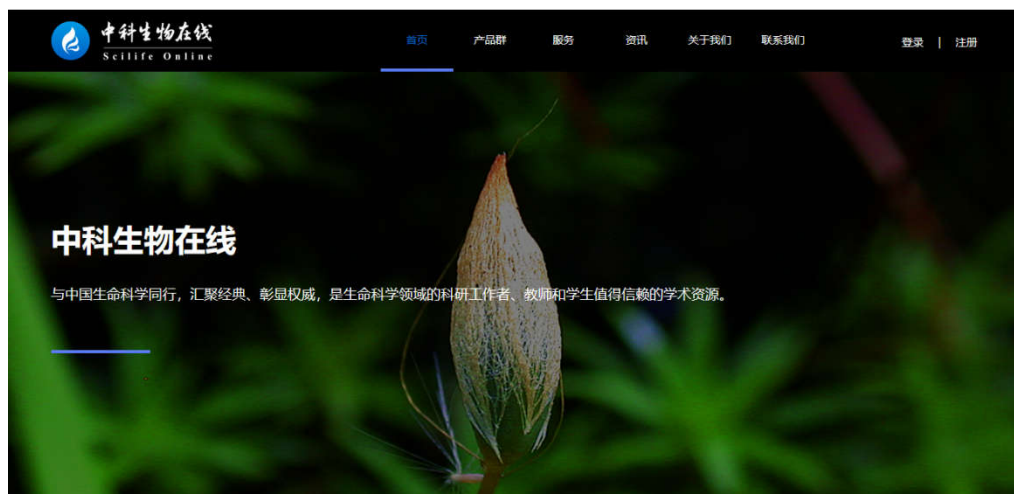 中科生物在线
Scilife Online
首页 产品群 服务 资讯 关于我们 联系我们 登录 | 注册
中科生物在线
与中国生命科学同行，汇聚经典、彰显权威，是生命科学领域的科研工作者、教师和学生值得信赖的学术资源。